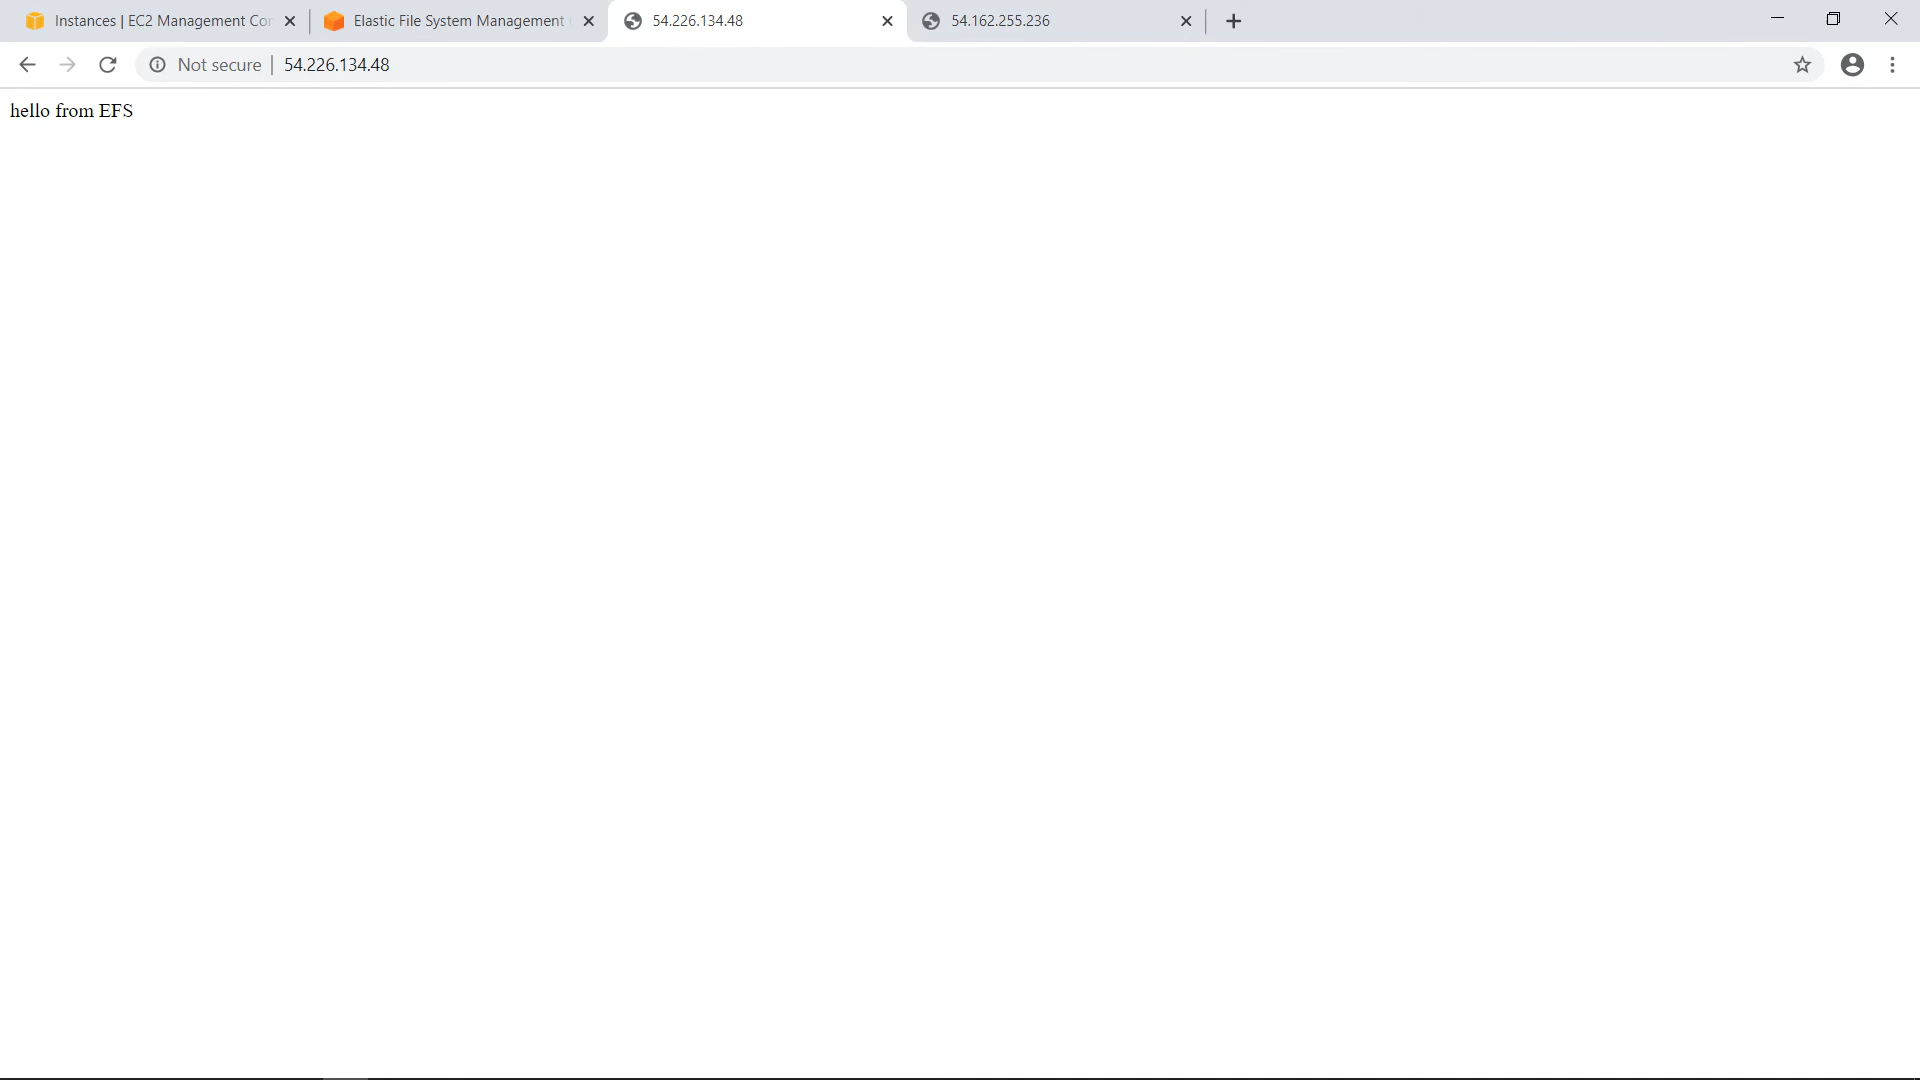 Instances | EC2 Management Con
Elastic File System Management
54.226.134.48
54.162.255.236
Not secure
54.226.134.48
hello from EFS